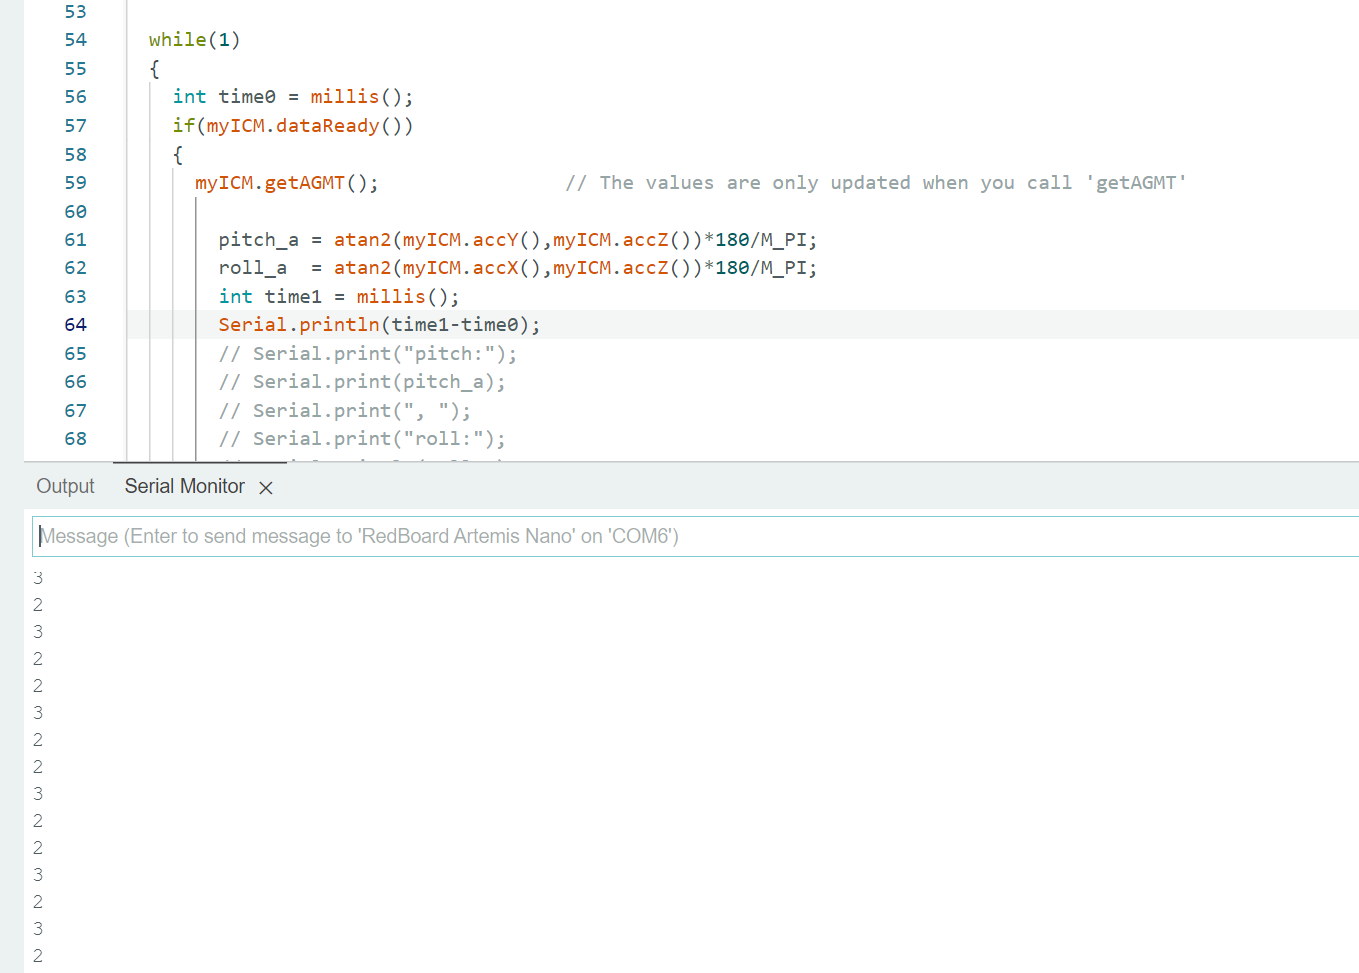 53
54 while(1)
55 {
56 int time0 = millis();
57 if(myICM.dataReady())
58 {
59 myICM.getAGMT(); // The values are only updated when you call 'getAGMT'
60
61 pitch_a = atan2(myICM.accY(),myICM.accZ())*180/M_PI;
62 roll_a  = atan2(myICM.accX(),myICM.accZ())*180/M_PI;
63 int time1 = millis();
64 Serial.println(time1-time0);
65 // Serial.print("pitch:");
66 // Serial.print(pitch_a);
67 // Serial.print(", ");
68 // Serial.print("roll:");
Output Serial Monitor ×
Message (Enter to send message to 'RedBoard Artemis Nano' on 'COM6')
3
2
3
2
2
3
2
2
3
2
2
3
2
3
2